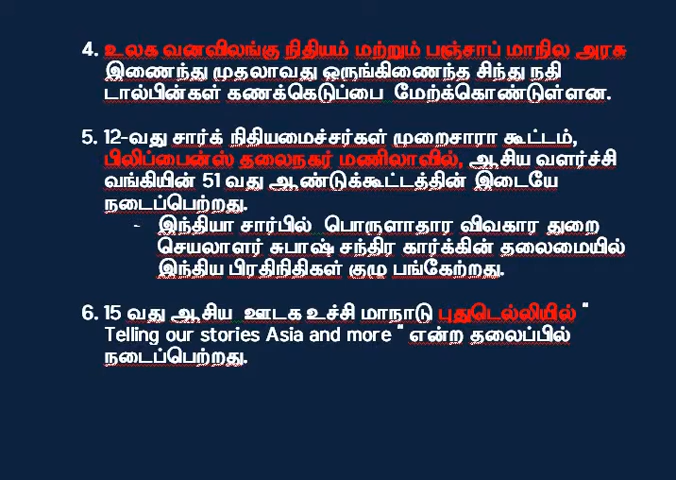 4. உலக வனவிலங்கு நிதியம் மற்றும் பஞ்சாப் மாநில அரசு
இணைந்து முதலாவது ஒருங்கிணைந்த சிந்து நதி
டால்பின்கள் கணக்கெடுப்பை மேற்க்கொண்டுள்ளன.
5. 12-வது சார்க் நிதியமைச்சர்கள் முறைசாரா கூட்டம்,
பிலிப்பைன்ஸ் தலைநகர் மணிலாவில், ஆசிய வளர்ச்சி
வங்கியின் 51 வது ஆண்டுக்கூட்டத்தின் இடையே
நடைப்பெற்றது.
- இந்தியா சார்பில் பொருளாதார விவகார துறை
செயலாளர் சுபாஷ் சந்திர கார்க்கின் தலைமையில்
இந்திய பிரதிநிதிகள் குழு பங்கேற்றது.
6. 15 வது ஆசிய ஊடக உச்சி மாநாடு புதுடெல்லியில் “
Telling our stories Asia and more “ என்ற தலைப்பில்
நடைப்பெற்றது.